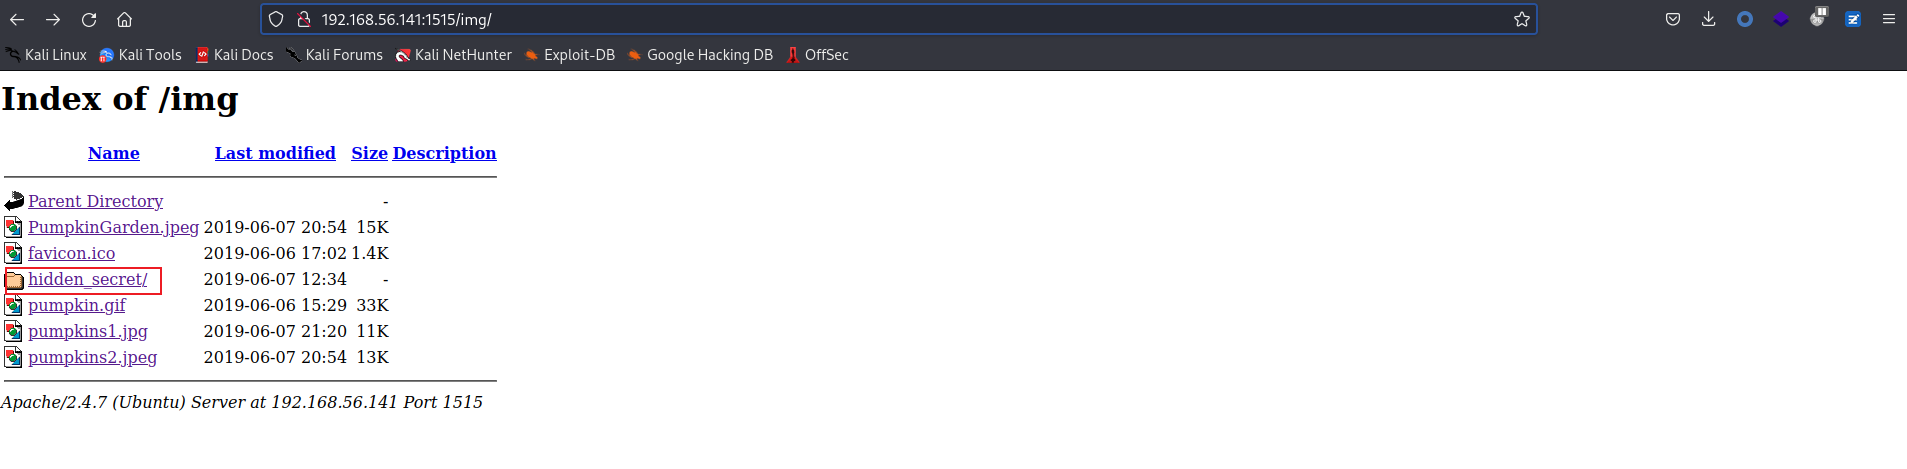 192.168.56.141:1515/img/
Kali Linux Kali Tools Kali Docs Kali Forums Kali NetHunter Exploit-DB Google Hacking DB OffSec
Index of /img
Name Last modified Size Description
Parent Directory -
PumpkinGarden.jpeg 2019-06-07 20:54 15K
favicon.ico 2019-06-06 17:02 1.4K
hidden_secret/ 2019-06-07 12:34 -
pumpkin.gif 2019-06-06 15:29 33K
pumpkins1.jpg 2019-06-07 21:20 11K
pumpkins2.jpeg 2019-06-07 20:54 13K
Apache/2.4.7 (Ubuntu) Server at 192.168.56.141 Port 1515